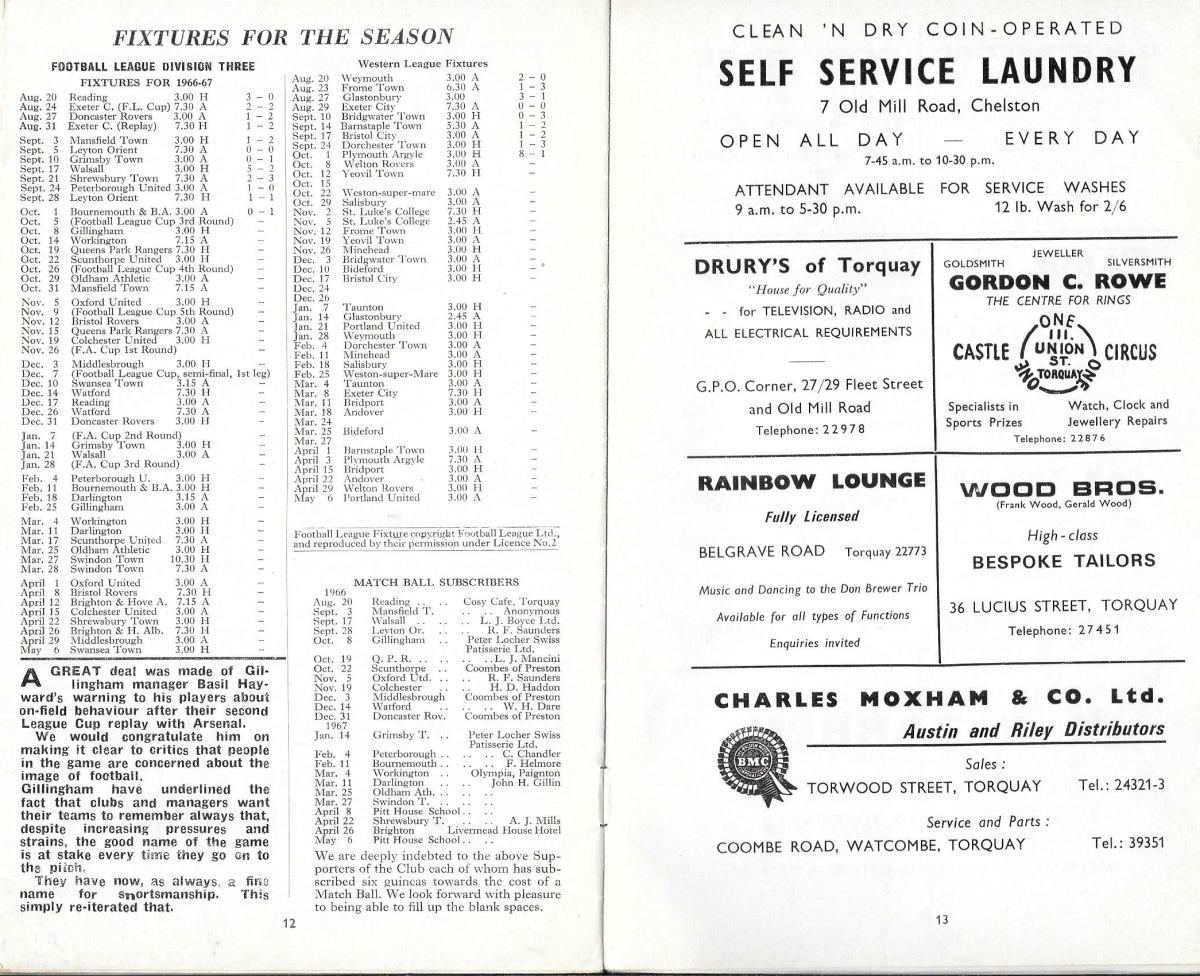 FIXTURES FOR THE SEASON
FOOTBALL LEAGUE DIVISION THREE
FIXTURES FOR 1966-67
Aug. 20 Reading 3.00 H 3 - 0
Aug. 24 Exeter C. (F.L. Cup) 7.30 A 2 - 2
Aug. 27 Doncaster Rovers 3.00 A 1 - 2
Aug. 31 Exeter C. (Replay) 7.30 H 1 - 2
Sept. 3 Mansfield Town 3.00 H 1 - 2
Sept. 5 Leyton Orient 7.30 A 0 - 0
Sept. 10 Grimsby Town 3.00 A 0 - 1
Sept. 17 Walsall 3.00 H 5 - 2
Sept. 21 Shrewsbury Town 7.30 A 2 - 3
Sept. 24 Peterborough United 3.00 A 1 - 0
Sept. 28 Leyton Orient 7.30 H 1 - 1
Oct. 1 Bournemouth & B.A. 3.00 A 0 - 1
Oct. 5 (Football League Cup 3rd Round) -
Oct. 8 Gillingham 3.00 H -
Oct. 14 Workington 7.15 A -
Oct. 19 Queens Park Rangers 7.30 H -
Oct. 22 Scunthorpe United 3.00 H -
Oct. 26 (Football League Cup 4th Round) -
Oct. 29 Oldham Athletic 3.00 A -
Oct. 31 Mansfield Town 7.15 A -
Nov. 5 Oxford United 3.00 H -
Nov. 9 (Football League Cup 5th Round) -
Nov. 12 Bristol Rovers 3.00 A -
Nov. 15 Queens Park Rangers 7.30 A -
Nov. 19 Colchester United 3.00 H -
Nov. 26 (F.A. Cup 1st Round) -
Dec. 3 Middlesbrough 3.00 H -
Dec. 7 (Football League Cup, semi-final, 1st leg)
Dec. 10 Swansea Town 3.15 A -
Dec. 14 Watford 7.30 H -
Dec. 17 Reading 3.00 A -
Dec. 26 Watford 7.30 A -
Dec. 31 Doncaster Rovers 3.00 H -
Jan. 7 (F.A. Cup 2nd Round) -
Jan. 14 Grimsby Town 3.00 H -
Jan. 21 Walsall 3.00 A -
Jan. 28 (F.A. Cup 3rd Round) -
Feb. 4 Peterborough U. 3.00 H -
Feb. 11 Bournemouth & B.A. 3.00 H -
Feb. 18 Darlington 3.15 A -
Feb. 25 Gillingham 3.00 A -
Mar. 4 Workington 3.00 H -
Mar. 11 Darlington 3.00 H -
Mar. 17 Scunthorpe United 7.30 A -
Mar. 25 Oldham Athletic 3.00 H -
Mar. 27 Swindon Town 10.30 H -
Mar. 28 Swindon Town 7.30 A -
April 1 Oxford United 3.00 A -
April 8 Bristol Rovers 7.30 H -
April 12 Brighton & Hove A. 7.15 A -
April 15 Colchester United 3.00 A -
April 22 Shrewsbury Town 3.00 H -
April 26 Brighton & H. Alb. 7.30 H -
April 29 Middlesbrough 3.00 A -
May 6 Swansea Town 3.00 H -
A GREAT deal was made of Gil-
lingham manager Basil Hay-
ward's warning to his players about
on-field behaviour after their second
League Cup replay with Arsenal.
We would congratulate him on
making it clear to critics that people
in the game are concerned about the
image of football.
Gillingham have underlined the
fact that clubs and managers want
their teams to remember always that,
despite increasing pressures and
strains, the good name of the game
is at stake every time they go on to
the pitch.
They have now, as always, a fine
name for sportsmanship. This
simply re-iterated that.
Western League Fixtures
Aug. 20 Weymouth 3.00 A 2 - 0
Aug. 23 Frome Town 6.30 A 1 - 3
Aug. 27 Glastonbury 3.00 3 - 1
Aug. 29 Exeter City 7.30 A 0 - 0
Sept. 10 Bridgwater Town 3.00 H 0 - 3
Sept. 14 Barnstaple Town 5.30 A 1 - 2
Sept. 17 Bristol City 3.00 A 1 - 2
Sept. 24 Dorchester Town 3.00 H 1 - 3
Oct. 1 Plymouth Argyle 3.00 H 8 - 1
Oct. 8 Welton Rovers 3.00 A -
Oct. 12 Yeovil Town 7.30 H -
Oct. 15
Oct. 22 Weston-super-mare 3.00 A -
Oct. 29 Salisbury 3.00 A -
Nov. 2 St. Luke's College 7.30 H -
Nov. 5 St. Luke's College 2.45 A -
Nov. 12 Frome Town 3.00 H -
Nov. 19 Yeovil Town 3.00 A -
Nov. 26 Minehead 3.00 H -
Dec. 3 Bridgwater Town 3.00 A -
Dec. 10 Bideford 3.00 H -
Dec. 17 Bristol City 3.00 H -
Dec. 24
Dec. 26
Jan. 7 Taunton 3.00 H -
Jan. 14 Glastonbury 2.45 A -
Jan. 21 Portland United 3.00 H -
Jan. 28 Weymouth 3.00 H -
Feb. 4 Dorchester Town 3.00 A -
Feb. 11 Minehead 3.00 A -
Feb. 18 Salisbury 3.00 H -
Feb. 25 Weston-super-Mare 3.00 H -
Mar. 4 Taunton 3.00 A -
Mar. 8 Exeter City 7.30 H -
Mar. 11 Bridport 3.00 A -
Mar. 18 Andover 3.00 H -
Mar. 24
Mar. 25 Bideford 3.00 A -
Mar. 27
April 1 Barnstaple Town 3.00 H -
April 3 Plymouth Argyle 7.30 A -
April 15 Bridport 3.00 H -
April 22 Andover 3.00 A -
April 29 Welton Rovers 3.00 H -
May 6 Portland United 3.00 A -
Football League Fixture copyright Football League Ltd.,
and reproduced by their permission under Licence No.2
MATCH BALL SUBSCRIBERS
1966
Aug. 20 Reading .. .. Cosy Cafe, Torquay
Sept. 3 Mansfield T. .. .. Anonymous
Sept. 17 Walsall .. .. .. L. J. Boyce Ltd.
Sept. 28 Leyton Or. .. .. R. F. Saunders
Oct. 8 Gillingham .. Peter Locher Swiss
Patisserie Ltd.
Oct. 19 Q. P. R. .. .. .. L. J. Mancini
Oct. 22 Scunthorpe .. Coombes of Preston
Nov. 5 Oxford Utd. .. .. R. F. Saunders
Nov. 19 Colchester .. .. H. D. Haddon
Dec. 3 Middlesbrough Coombes of Preston
Dec. 14 Watford .. .. .. W. H. Dare
Dec. 31 Doncaster Rov. Coombes of Preston
1967
Jan. 14 Grimsby T. .. Peter Locher Swiss
Patisserie Ltd.
Feb. 4 Peterborough .. .. C. Chandler
Feb. 11 Bournemouth .. .. F. Helmore
Mar. 4 Workington .. Olympia, Paignton
Mar. 11 Darlington .. .. John H. Gillin
Mar. 25 Oldham Ath. .. .. ..
Mar. 27 Swindon T. .. .. ..
April 8 Pitt House School .. ..
April 22 Shrewsbury T. .. .. A. J. Mills
April 26 Brighton Livermead House Hotel
May 6 Pitt House School .. ..
We are deeply indebted to the above Sup-
porters of the Club each of whom has sub-
scribed six guineas towards the cost of a
Match Ball. We look forward with pleasure
to being able to fill up the blank spaces.
12
CLEAN 'N DRY COIN-OPERATED
SELF SERVICE LAUNDRY
7 Old Mill Road, Chelston
OPEN ALL DAY — EVERY DAY
7-45 a.m. to 10-30 p.m.
ATTENDANT AVAILABLE FOR SERVICE WASHES
9 a.m. to 5-30 p.m. 12 lb. Wash for 2/6
DRURY'S of Torquay
"House for Quality"
- - for TELEVISION, RADIO and
ALL ELECTRICAL REQUIREMENTS
G.P.O. Corner, 27/29 Fleet Street
and Old Mill Road
Telephone: 22978
JEWELLER
GOLDSMITH SILVERSMITH
GORDON C. ROWE
THE CENTRE FOR RINGS
ONE
111.
CASTLE UNION CIRCUS
ST.
TORQUAY
ONE ONE
Specialists in Watch, Clock and
Sports Prizes Jewellery Repairs
Telephone: 22876
RAINBOW LOUNGE
Fully Licensed
BELGRAVE ROAD Torquay 22773
Music and Dancing to the Don Brewer Trio
Available for all types of Functions
Enquiries invited
WOOD BROS.
(Frank Wood, Gerald Wood)
High-class
BESPOKE TAILORS
36 LUCIUS STREET, TORQUAY
Telephone: 27451
CHARLES MOXHAM & CO. Ltd.
Austin and Riley Distributors
BMC
Sales :
TORWOOD STREET, TORQUAY Tel.: 24321-3
Service and Parts :
COOMBE ROAD, WATCOMBE, TORQUAY Tel.: 39351
13